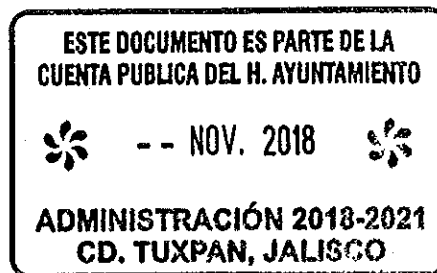 ESTE DOCUMENTO ES PARTE DE LA
CUENTA PUBLICA DEL H. AYUNTAMIENTO
-- NOV. 2018
ADMINISTRACIÓN 2018-2021
CD. TUXPAN, JALISCO